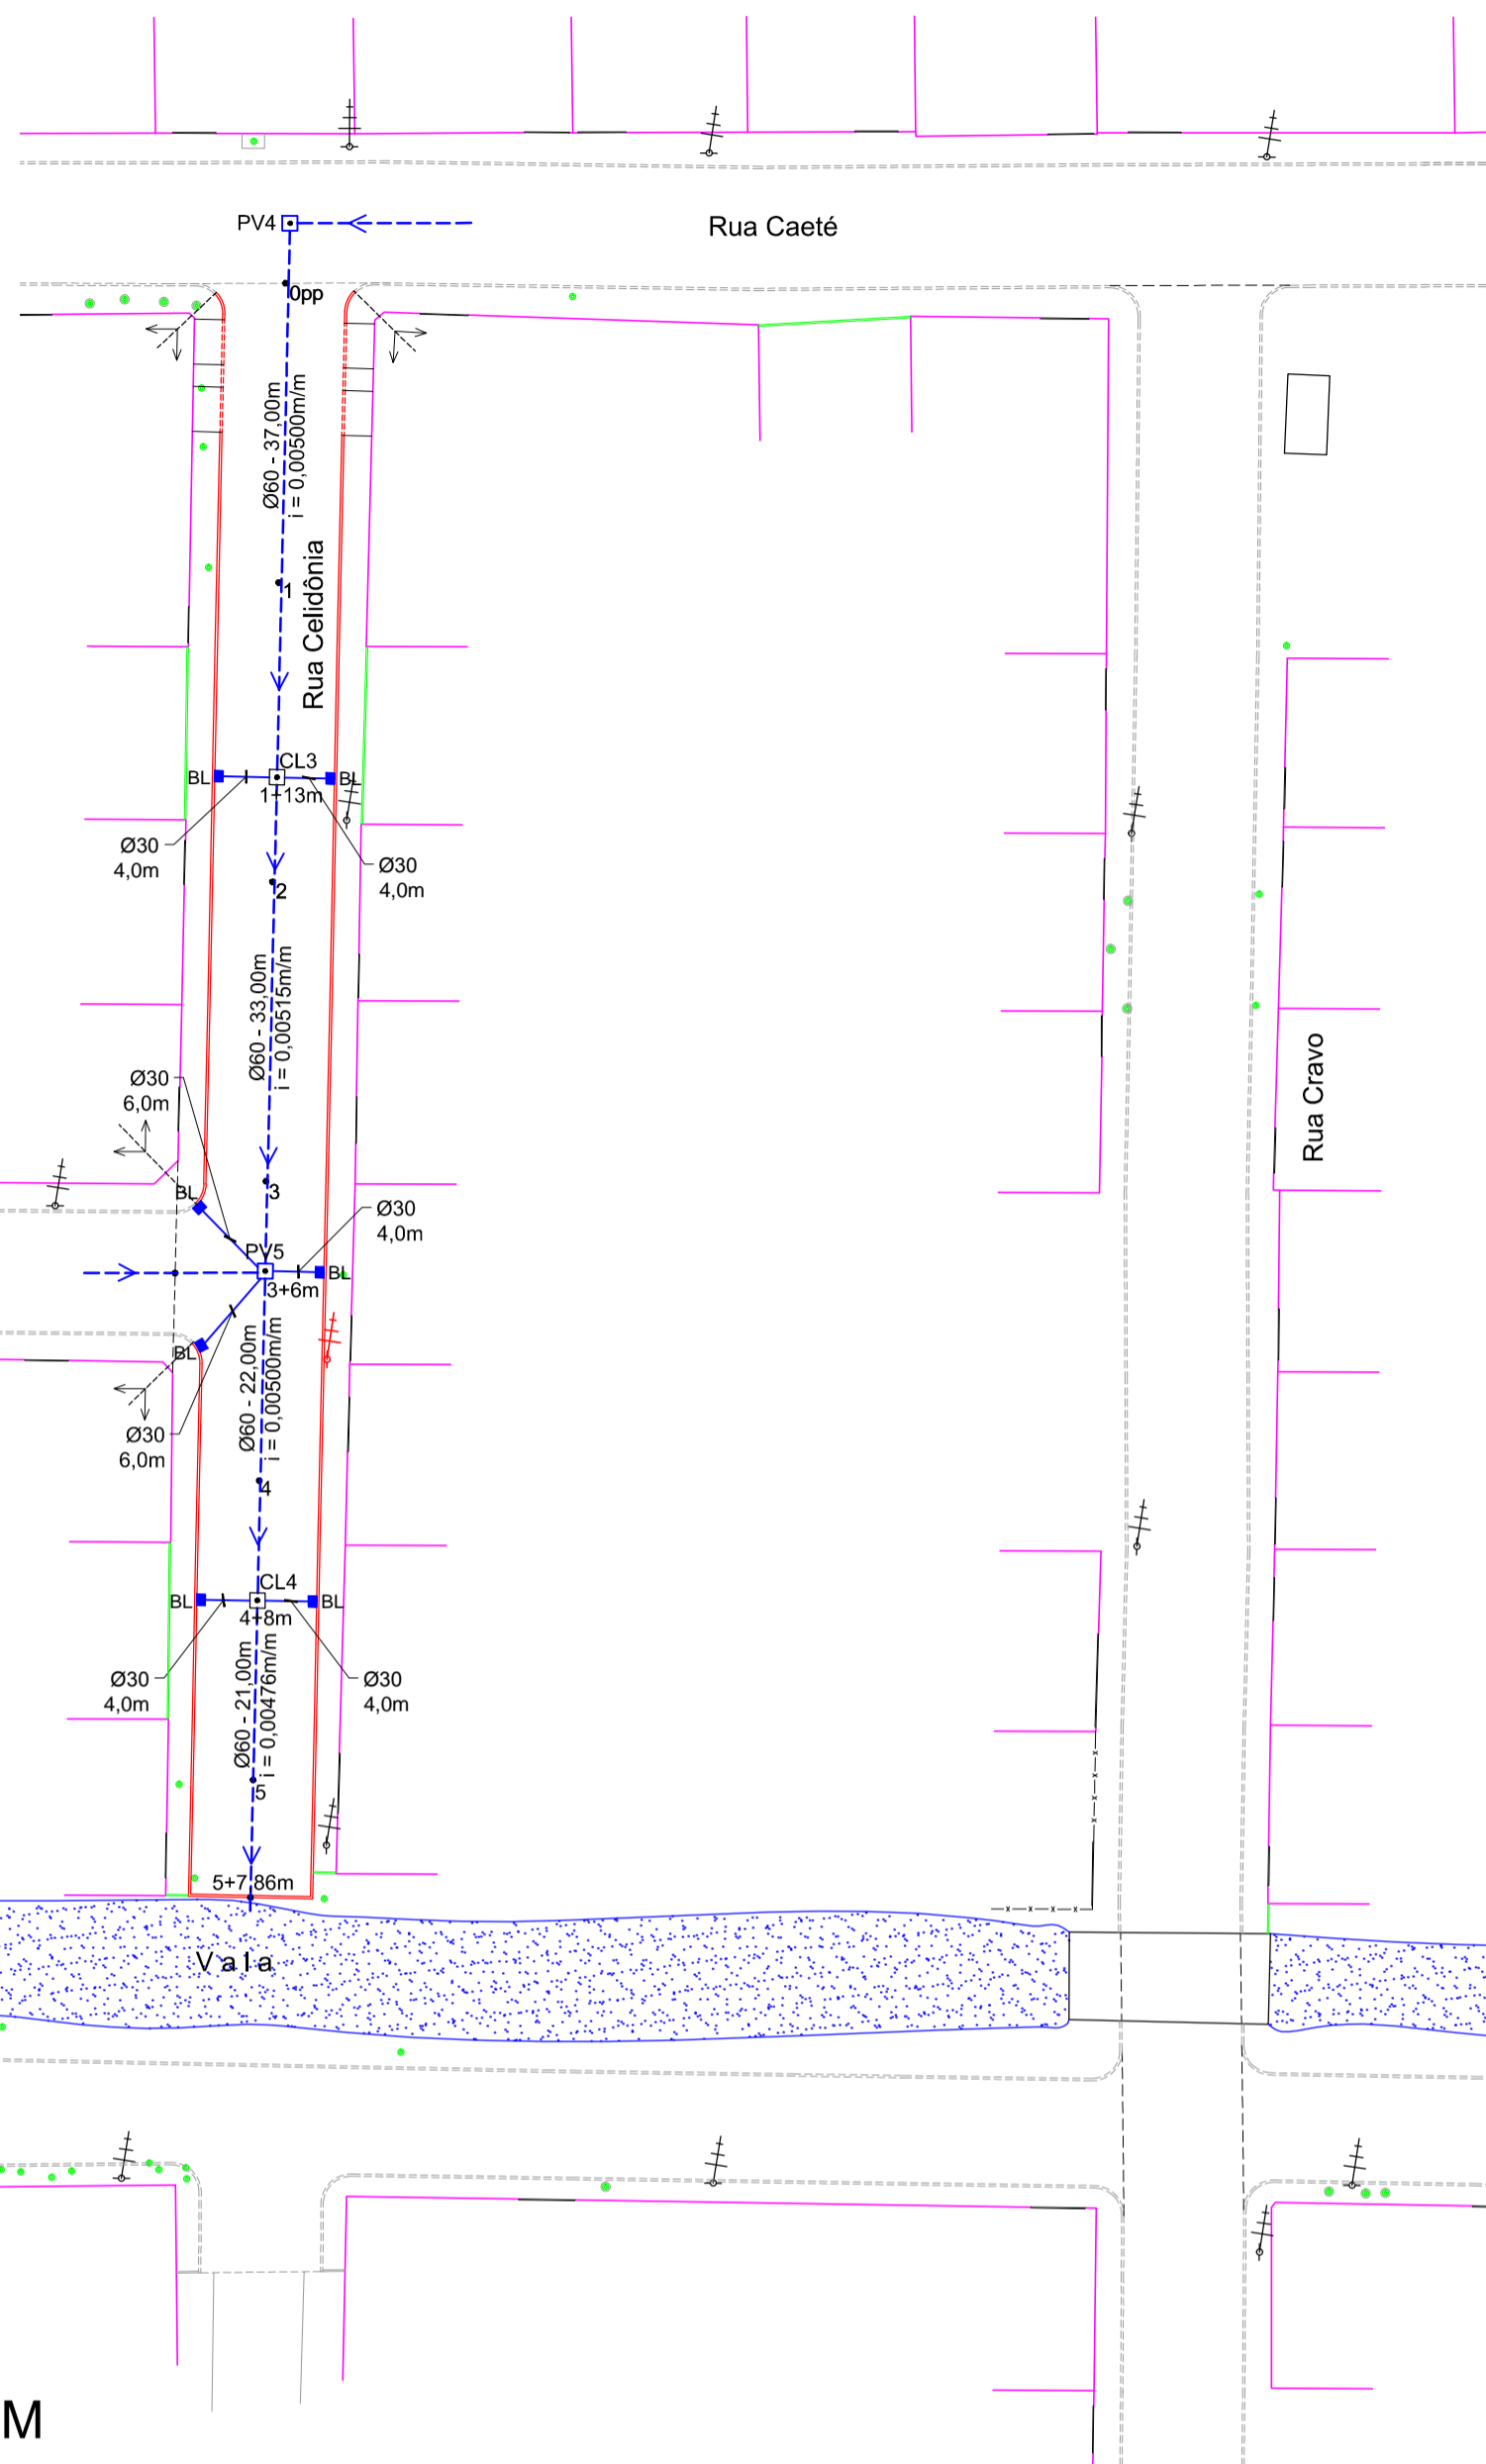 PV4
Rua Caeté
0pp
Ø60 - 37,00m
i = 0,00500m/m
1
Rua Celidônia
CL3
BL
BL
1+13m
Ø30
4,0m
Ø30
4,0m
2
Ø60 - 33,00m
i = 0,00515m/m
Rua Cravo
Ø30
6,0m
3
BL
Ø30
4,0m
PV5
BL
3+6m
BL
Ø60 - 22,00m
i = 0,00500m/m
Ø30
6,0m
4
CL4
BL
BL
4+8m
Ø60 - 21,00m
i = 0,00476m/m
Ø30
4,0m
Ø30
4,0m
5
5+7,86m
Vala
M